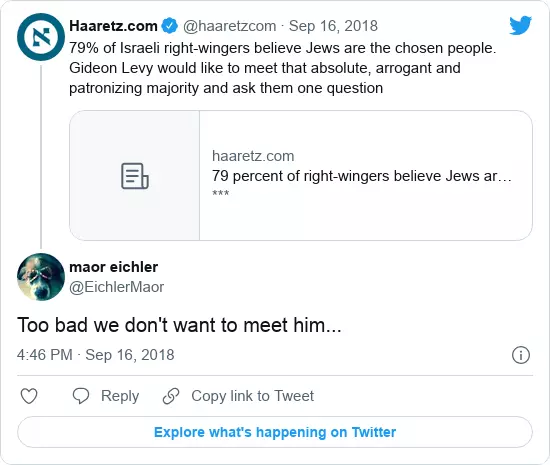 Haaretz.com @haaretzcom · Sep 16, 2018
79% of Israeli right-wingers believe Jews are the chosen people.
Gideon Levy would like to meet that absolute, arrogant and
patronizing majority and ask them one question
haaretz.com
79 percent of right-wingers believe Jews ar...
***
maor eichler
@EichlerMaor
Too bad we don't want to meet him...
4:46 PM · Sep 16, 2018
Reply
Copy link to Tweet
Explore what's happening on Twitter